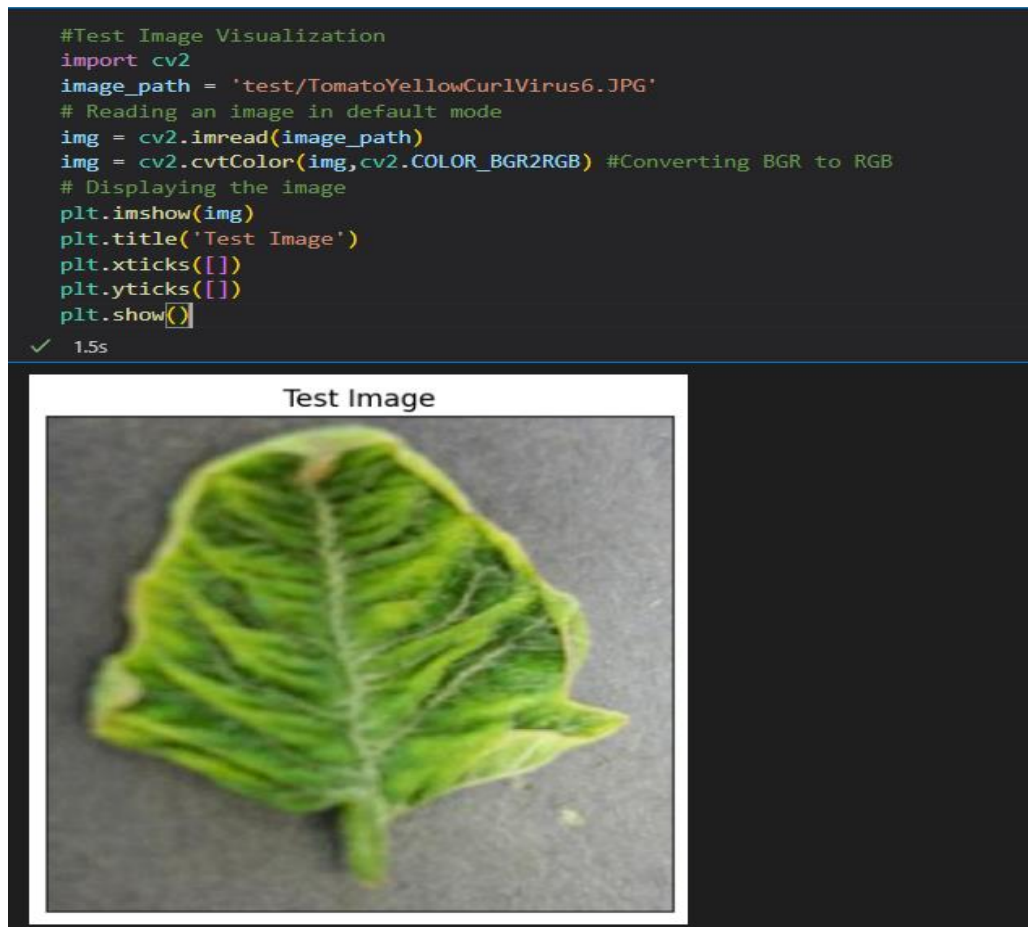 #Test Image Visualization
import cv2
image_path = 'test/TomatoYellowCurlVirus6.JPG'
# Reading an image in default mode
img = cv2.imread(image_path)
img = cv2.cvtColor(img,cv2.COLOR_BGR2RGB) #Converting BGR to RGB
# Displaying the image
plt.imshow(img)
plt.title('Test Image')
plt.xticks([])
plt.yticks([])
plt.show()
✓ 1.5s
Test Image